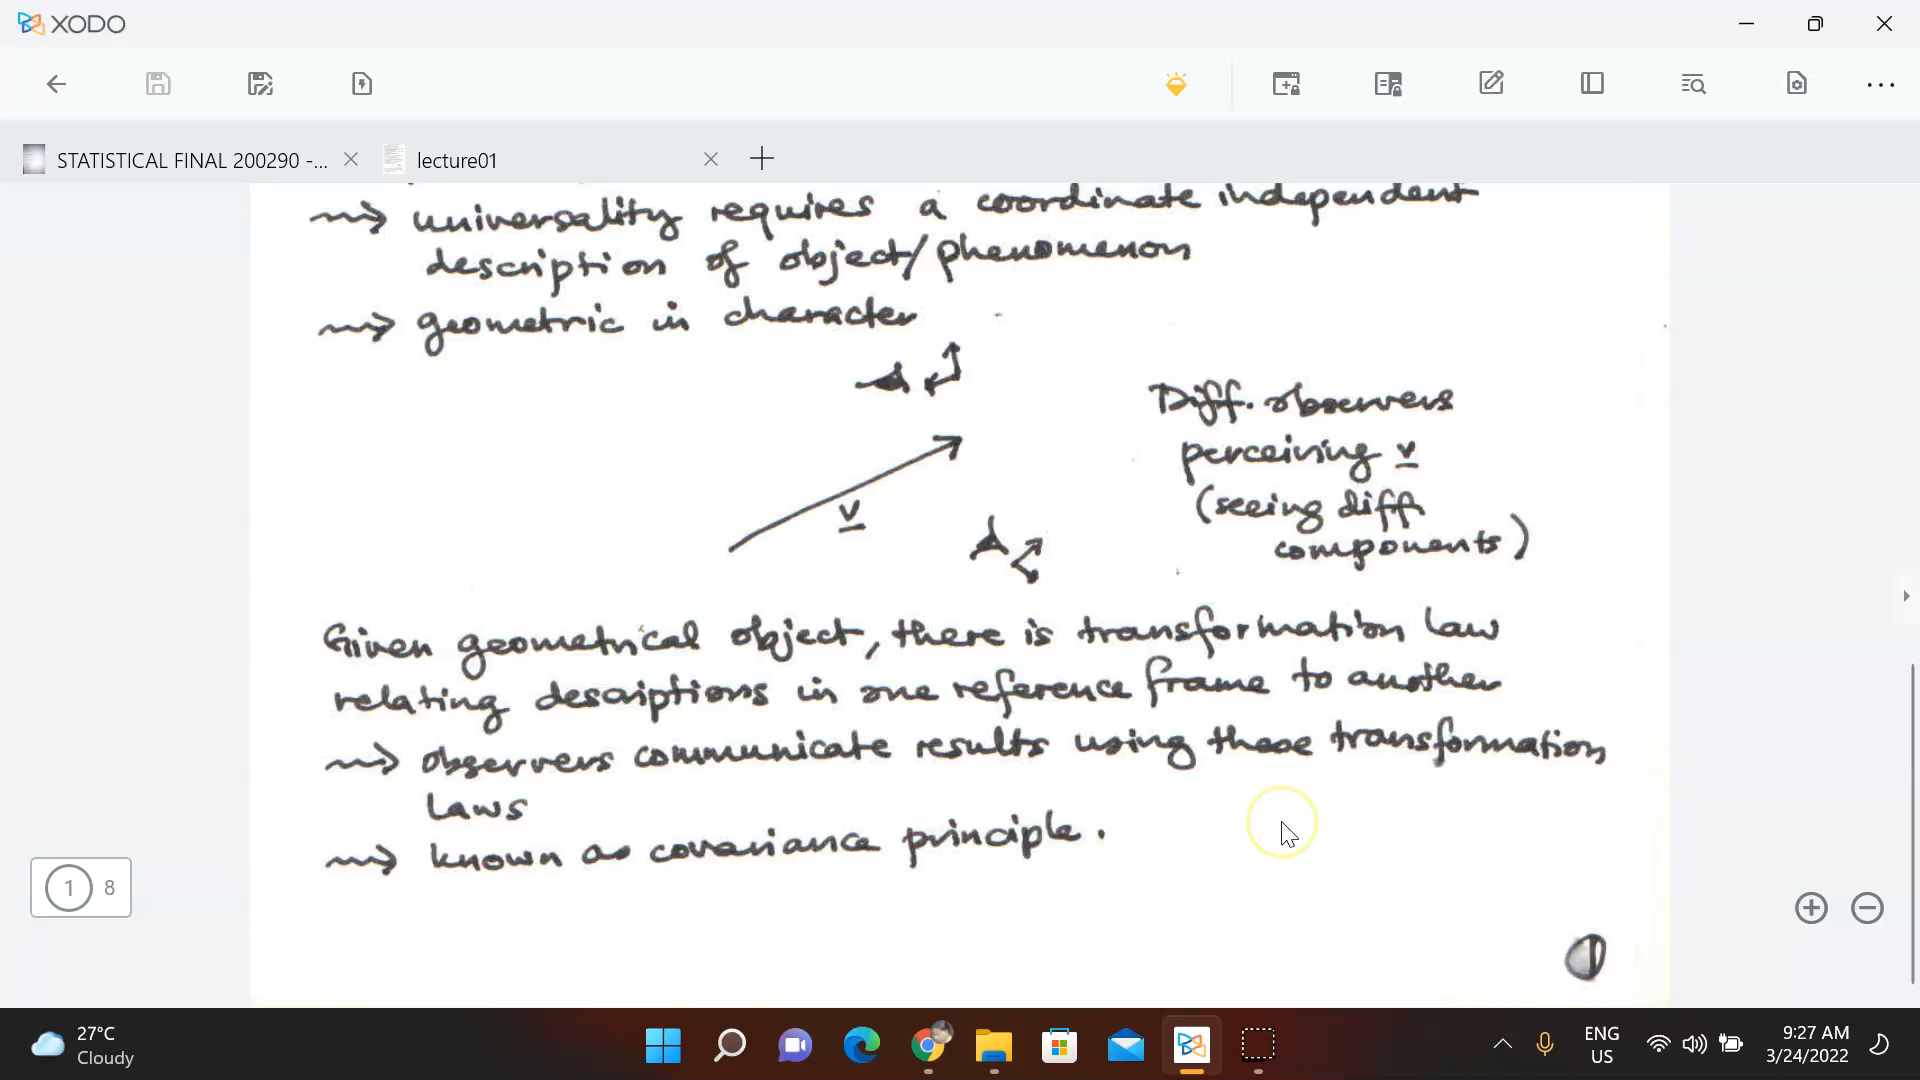 XODO
STATISTICAL FINAL 200290 -...
lecture01
universality requires a coordinate independent
description of object/phenomenon
geometric in character
Diff. observers
perceiving v
(seeing diff
components)
v
Given geometrical object, there is transformation law
relating descriptions in one reference frame to another
observers communicate results using these transformation
laws
known as covariance principle.
1 8
1
27°C
Cloudy
ENG
US
9:27 AM
3/24/2022